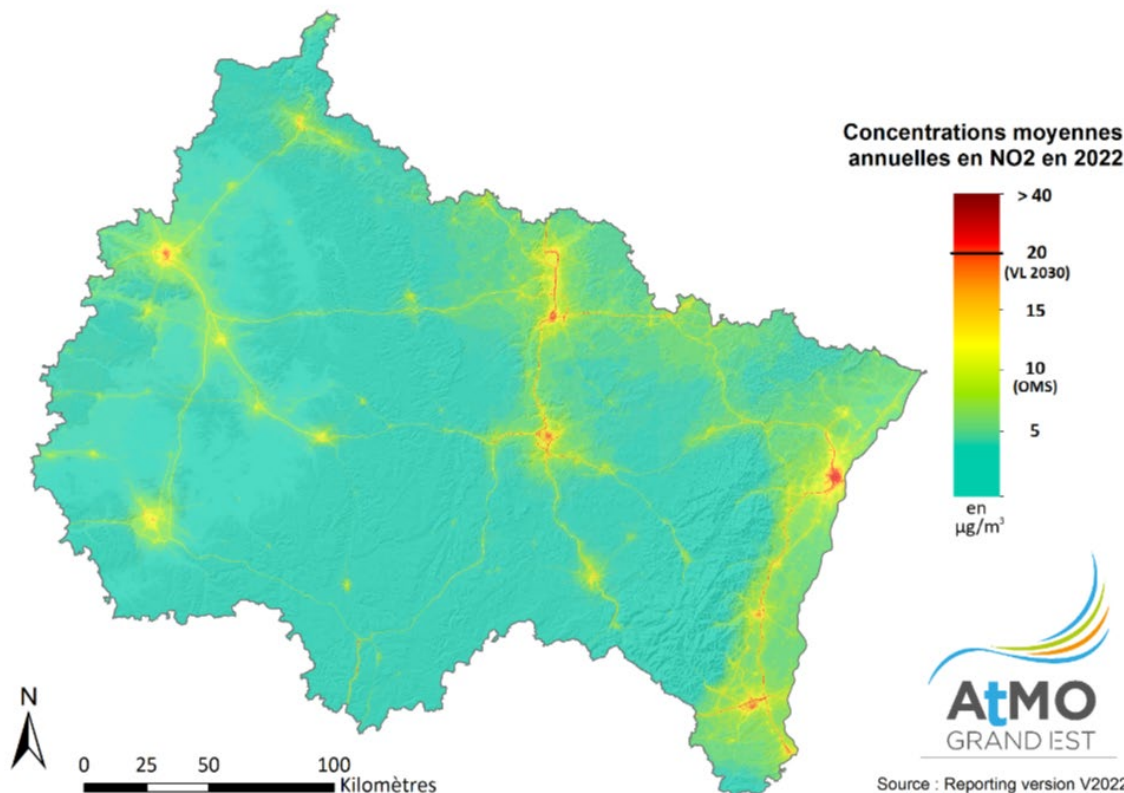 Concentrations moyennes
annuelles en NO2 en 2022
> 40
20
(VL 2030)
15
10
(OMS)
5
en
µg/m³
N
0 25 50 100
Kilomètres
AtMO
GRAND EST
Source : Reporting version V2022